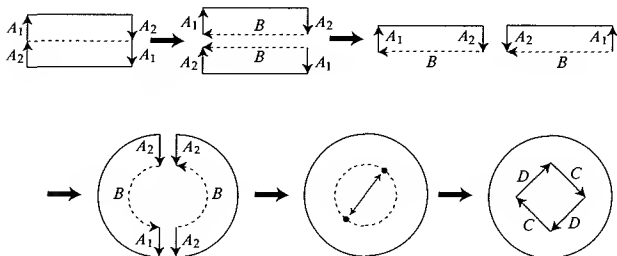 A₁ A₂
A₂ A₁
A₁ B A₂
A₂ B A₁
A₁ A₂
B
A₂ A₁
B
A₂ A₂
B B
A₁ A₂
D C
C D